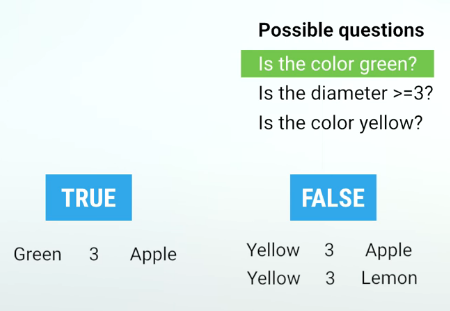 Possible questions
Is the color green?
Is the diameter >=3?
Is the color yellow?
TRUE
FALSE
Green 3 Apple
Yellow 3 Apple
Yellow 3 Lemon